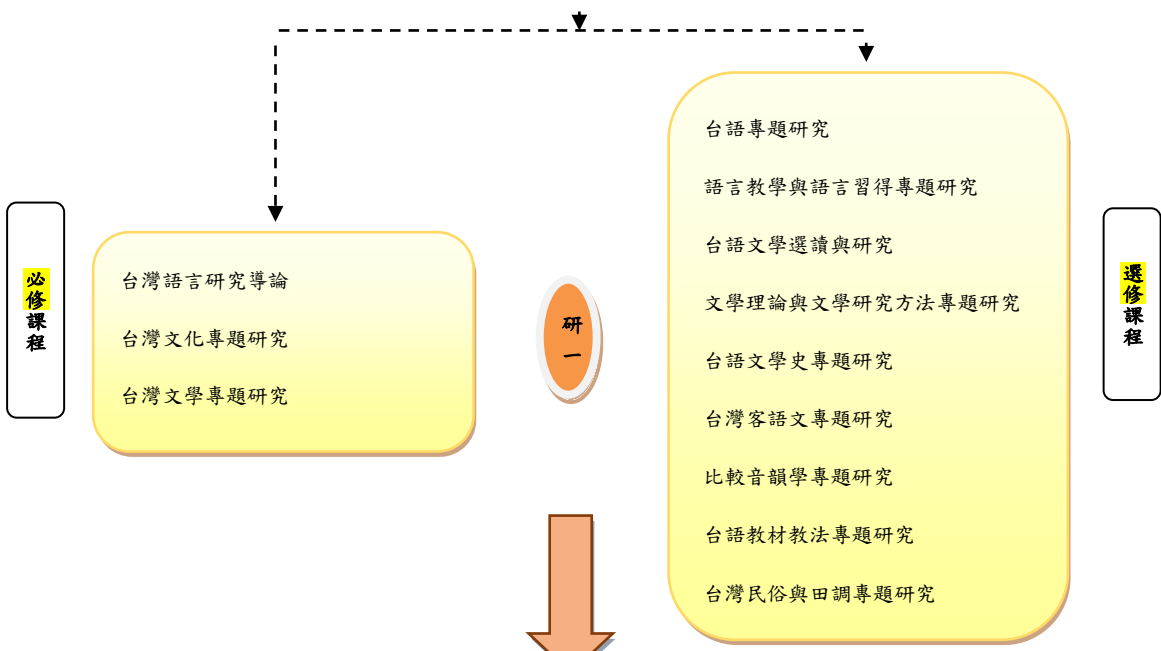 必修課程
台灣語言研究導論
台灣文化專題研究
台灣文學專題研究
研一
台語專題研究
語言教學與語言習得專題研究
台語文學選讀與研究
文學理論與文學研究方法專題研究
台語文學史專題研究
台灣客語文專題研究
比較音韻學專題研究
台語教材教法專題研究
台灣民俗與田調專題研究
選修課程